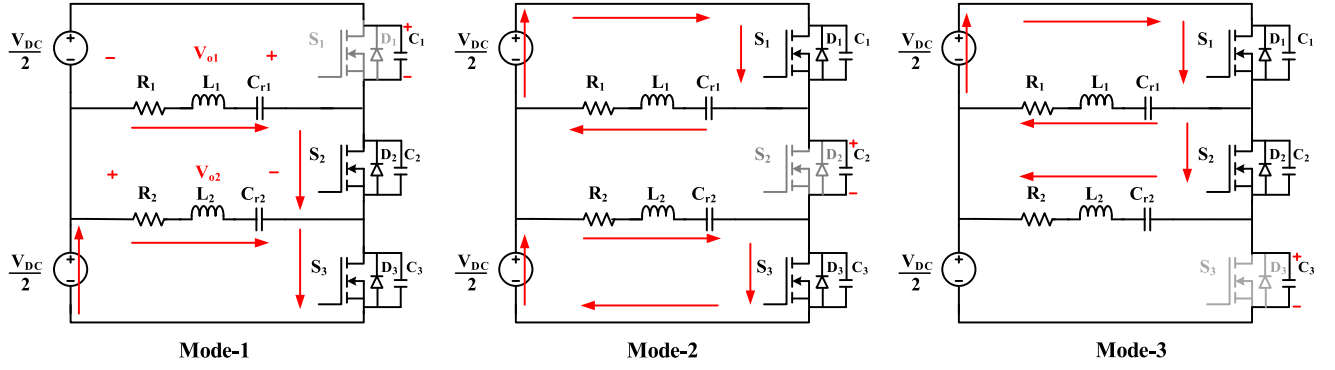 V_DC/2
- V_o1 +
R_1 L_1 C_r1
S_1 D_1 C_1
+
-
S_2 D_2 C_2
+ V_o2 -
R_2 L_2 C_r2
V_DC/2
S_3 D_3 C_3
Mode-1
V_DC/2
S_1 D_1 C_1
R_1 L_1 C_r1
S_2 D_2 C_2
+
-
R_2 L_2 C_r2
V_DC/2
S_3 D_3 C_3
Mode-2
V_DC/2
S_1 D_1 C_1
R_1 L_1 C_r1
S_2 D_2 C_2
R_2 L_2 C_r2
V_DC/2
S_3 D_3 C_3
+
-
Mode-3